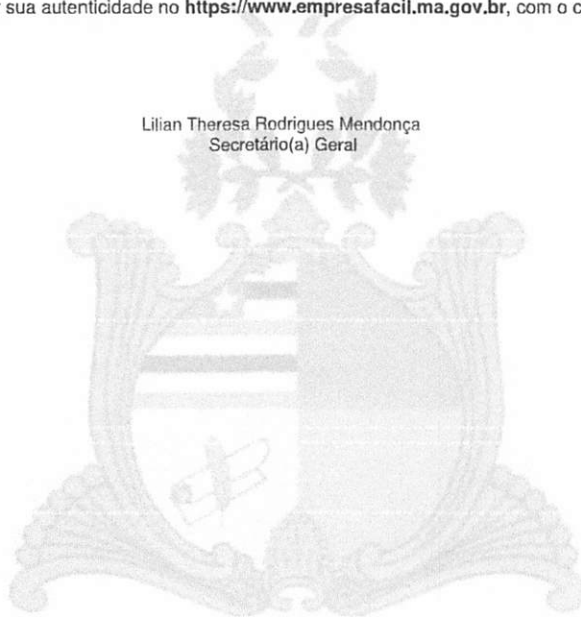 sua autenticidade no https://www.empresafacil.ma.gov.br, com o c
Lilian Theresa Rodrigues Mendonça
Secretário(a) Geral